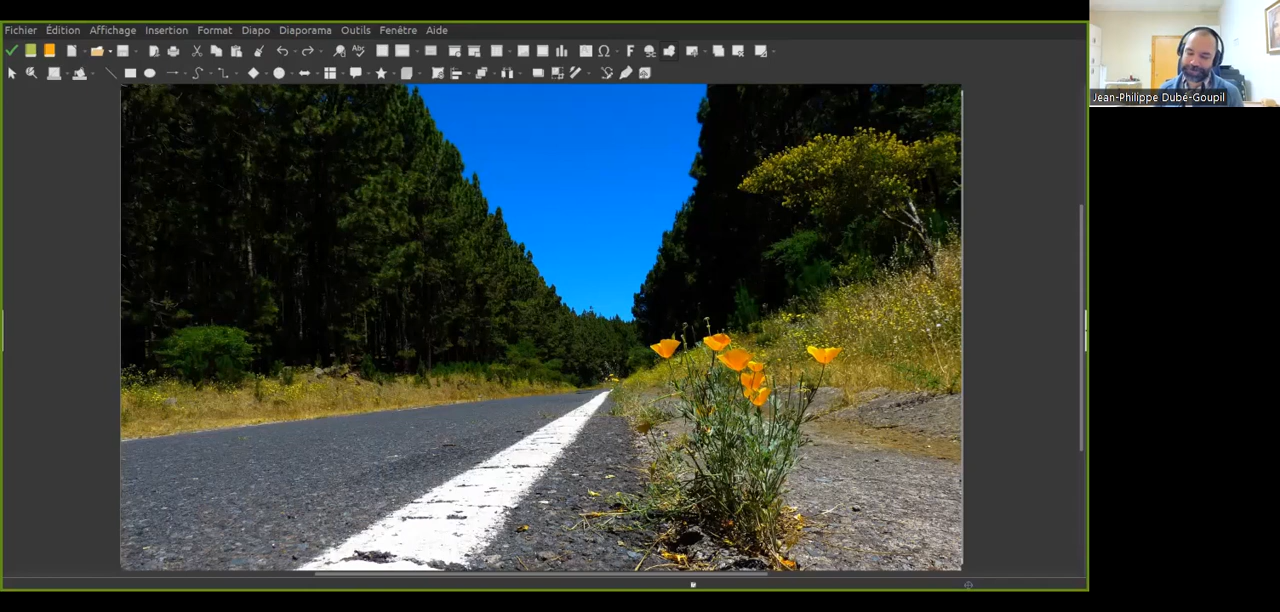 Fichier Édition Affichage Insertion Format Diapo Diaporama Outils Fenêtre Aide
Jean-Philippe Dubé-Goupil